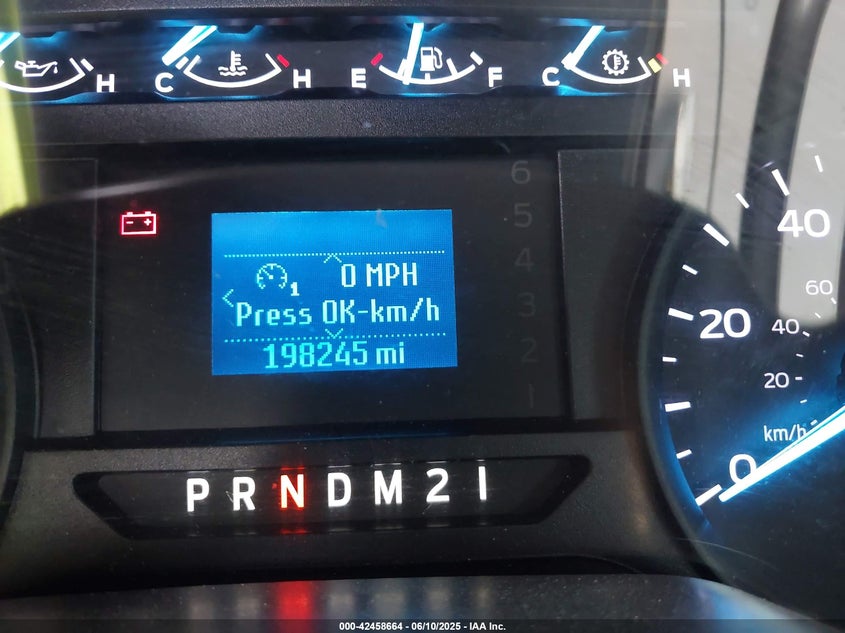 H
C H
E F
C H
6
5
4
3
2
1
1 0 MPH
Press OK-km/h
198245 mi
40
20
0
60
40
20
km/h
P R N D M 2 1
000-42458664 - 06/10/2025 - IAA Inc.